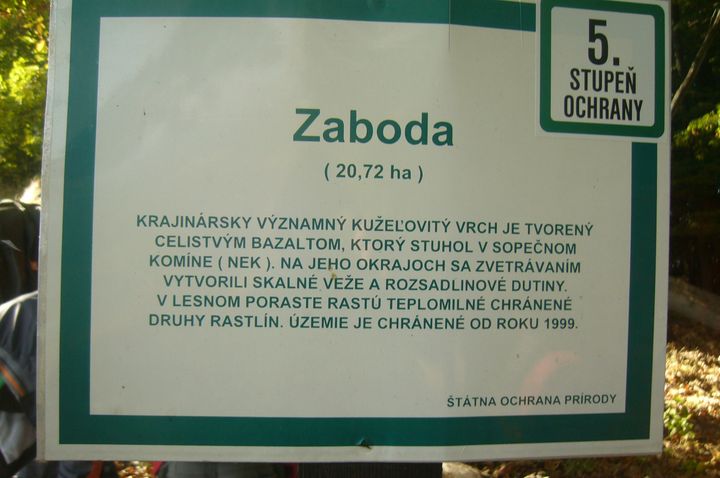 5.
STUPEŇ
OCHRANY
Zaboda
( 20,72 ha )
KRAJINÁRSKY VÝZNAMNÝ KUŽEĽOVITÝ VRCH JE TVORENÝ
CELISTVÝM BAZALTOM, KTORÝ STUHOL V SOPEČNOM
KOMÍNE ( NEK ). NA JEHO OKRAJOCH SA ZVETRÁVANÍM
VYTVORILI SKALNÉ VEŽE A ROZSADLINOVÉ DUTINY.
V LESNOM PORASTE RASTÚ TEPLOMILNÉ CHRÁNENÉ
DRUHY RASTLÍN. ÚZEMIE JE CHRÁNENÉ OD ROKU 1999.
ŠTÁTNA OCHRANA PRÍRODY